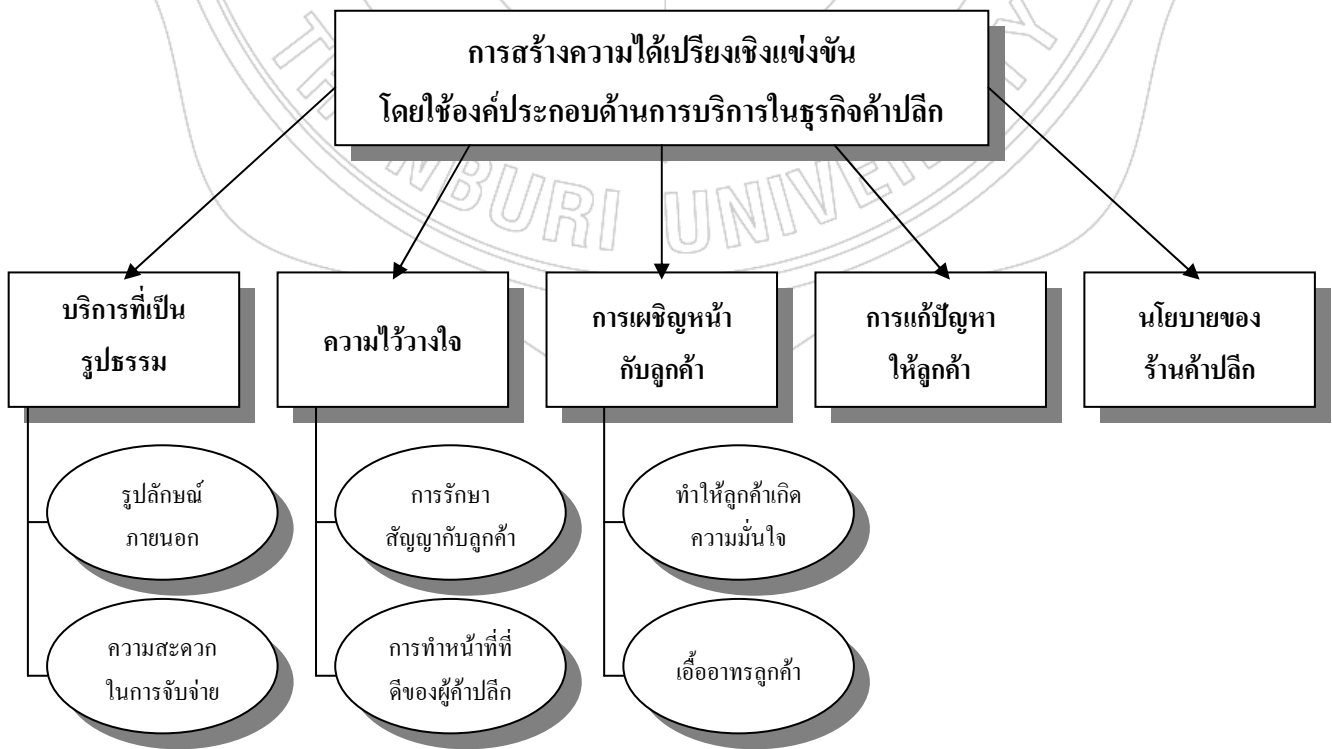 การสร้างความได้เปรียงเชิงแข่งขัน
โดยใช้องค์ประกอบด้านการบริการในธุรกิจค้าปลีก
NBURI UNIVERSITY
บริการที่เป็น
รูปธรรม
ความไว้วางใจ
การเผชิญหน้า
กับลูกค้า
การแก้ปัญหา
ให้ลูกค้า
นโยบายของ
ร้านค้าปลีก
รูปลักษณ์
ภายนอก
การรักษา
สัญญากับลูกค้า
ทำให้ลูกค้าเกิด
ความมั่นใจ
ความสะดวก
ในการจับจ่าย
การทำหน้าที่ที่
ดีของผู้ค้าปลีก
เอื้ออาทรลูกค้า